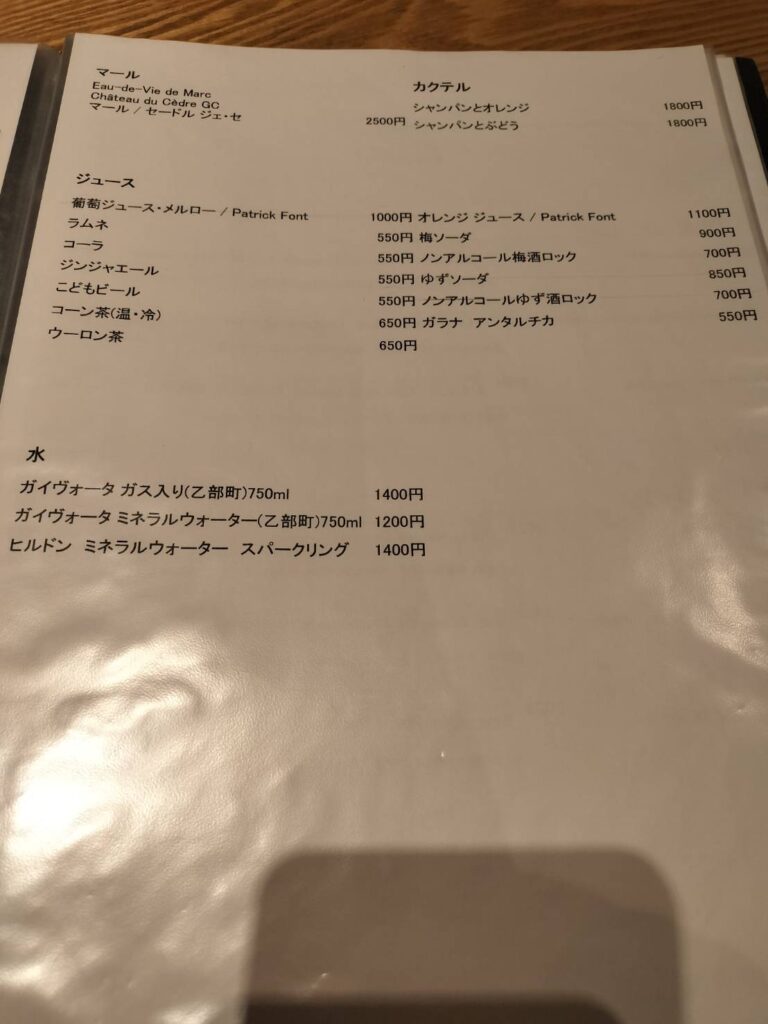 マール
Eau-de-Vie de Marc
Château du Cèdre GC
マール / セードル ジェ・セ 2500円
カクテル
シャンパンとオレンジ 1800円
シャンパンとぶどう 1800円
ジュース
葡萄ジュース・メルロー / Patrick Font 1000円
ラムネ 550円
コーラ 550円
ジンジャエール 550円
こどもビール 550円
コーン茶(温・冷) 650円
ウーロン茶 650円
オレンジ ジュース / Patrick Font 1100円
梅ソーダ 900円
ノンアルコール梅酒ロック 700円
ゆずソーダ 850円
ノンアルコールゆず酒ロック 700円
ガラナ アンタルチカ 550円
水
ガイヴォータ ガス入り(乙部町)750ml 1400円
ガイヴォータ ミネラルウォーター(乙部町)750ml 1200円
ヒルドン ミネラルウォーター スパークリング 1400円